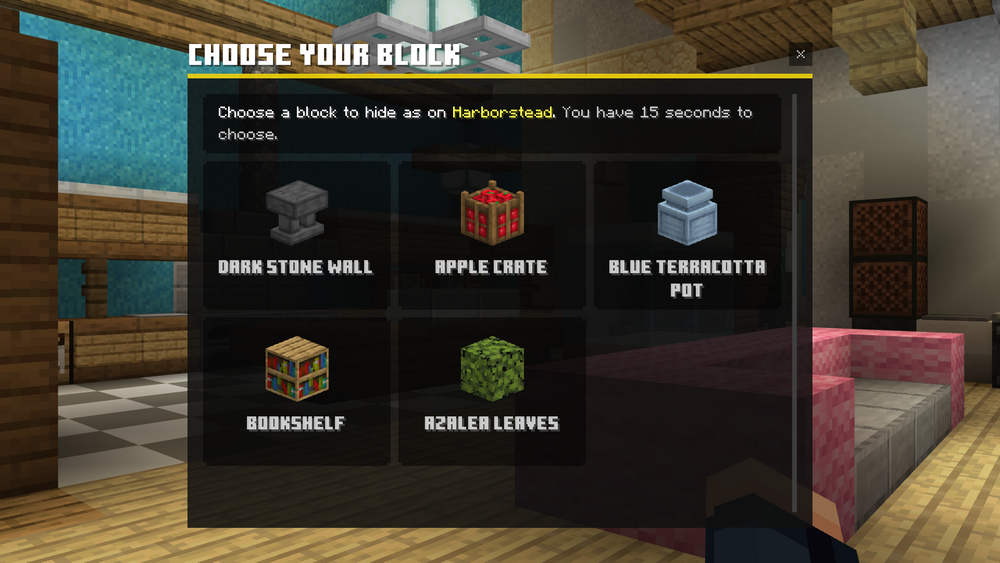 CHOOSE YOUR BLOCK
Choose a block to hide as on Harborstead. You have 15 seconds to
choose.
DARK STONE WALL
APPLE CRATE
BLUE TERRACOTTA
POT
BOOKSHELF
AZALEA LEAVES